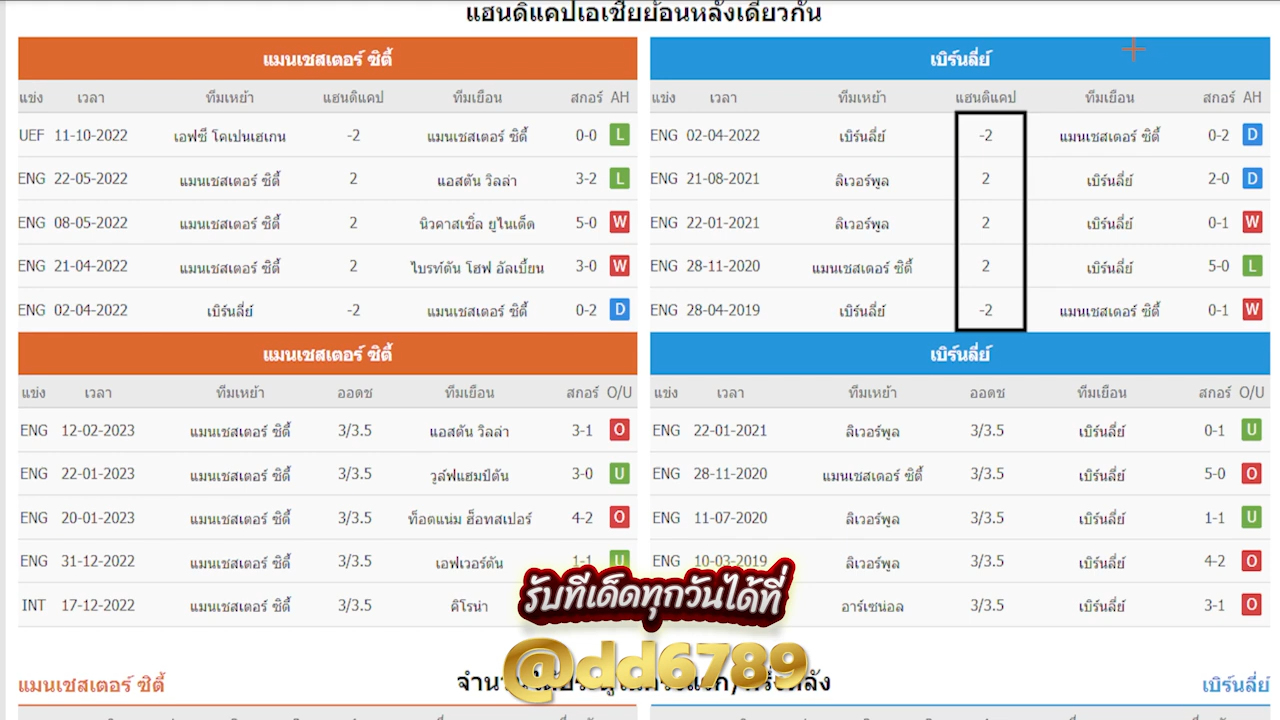 แฮนดิแคปเอเชียย้อนหลังเดียวกัน
แมนเชสเตอร์ ซิตี้
แข่ง เวลา ทีมเหย้า แฮนดิแคป ทีมเยือน สกอร์ AH
UEF 11-10-2022 เอฟซี โคเปนเฮเกน -2 แมนเชสเตอร์ ซิตี้ 0-0 L
ENG 22-05-2022 แมนเชสเตอร์ ซิตี้ 2 แอสตัน วิลล่า 3-2 L
ENG 08-05-2022 แมนเชสเตอร์ ซิตี้ 2 นิวคาสเซิ่ล ยูไนเต็ด 5-0 W
ENG 21-04-2022 แมนเชสเตอร์ ซิตี้ 2 ไบรท์ตัน โฮฟ อัลเบี้ยน 3-0 W
ENG 02-04-2022 เบิร์นลี่ย์ -2 แมนเชสเตอร์ ซิตี้ 0-2 D
เบิร์นลี่ย์
แข่ง เวลา ทีมเหย้า แฮนดิแคป ทีมเยือน สกอร์ AH
ENG 02-04-2022 เบิร์นลี่ย์ -2 แมนเชสเตอร์ ซิตี้ 0-2 D
ENG 21-08-2021 ลิเวอร์พูล 2 เบิร์นลี่ย์ 2-0 D
ENG 22-01-2021 ลิเวอร์พูล 2 เบิร์นลี่ย์ 0-1 W
ENG 28-11-2020 แมนเชสเตอร์ ซิตี้ 2 เบิร์นลี่ย์ 5-0 L
ENG 28-04-2019 เบิร์นลี่ย์ -2 แมนเชสเตอร์ ซิตี้ 0-1 W
แมนเชสเตอร์ ซิตี้
แข่ง เวลา ทีมเหย้า ออดซ ทีมเยือน สกอร์ O/U
ENG 12-02-2023 แมนเชสเตอร์ ซิตี้ 3/3.5 แอสตัน วิลล่า 3-1 O
ENG 22-01-2023 แมนเชสเตอร์ ซิตี้ 3/3.5 วูล์ฟแฮมป์ตัน 3-0 U
ENG 20-01-2023 แมนเชสเตอร์ ซิตี้ 3/3.5 ท็อตแน่ม ฮ็อทสเปอร์ 4-2 O
ENG 31-12-2022 แมนเชสเตอร์ ซิตี้ 3/3.5 เอฟเวอร์ตัน 1-1 U
INT 17-12-2022 แมนเชสเตอร์ ซิตี้ 3/3.5 คิโรน่า
เบิร์นลี่ย์
แข่ง เวลา ทีมเหย้า ออดซ ทีมเยือน สกอร์ O/U
ENG 22-01-2021 ลิเวอร์พูล 3/3.5 เบิร์นลี่ย์ 0-1 U
ENG 28-11-2020 แมนเชสเตอร์ ซิตี้ 3/3.5 เบิร์นลี่ย์ 5-0 O
ENG 11-07-2020 ลิเวอร์พูล 3/3.5 เบิร์นลี่ย์ 1-1 U
ENG 10-03-2019 ลิเวอร์พูล 3/3.5 เบิร์นลี่ย์ 4-2 O
อาร์เซน่อล 3/3.5 เบิร์นลี่ย์ 3-1 O
รับทีเด็ดทุกวันได้ที่
@dd6789
แมนเชสเตอร์ ซิตี้
เบิร์นลี่ย์